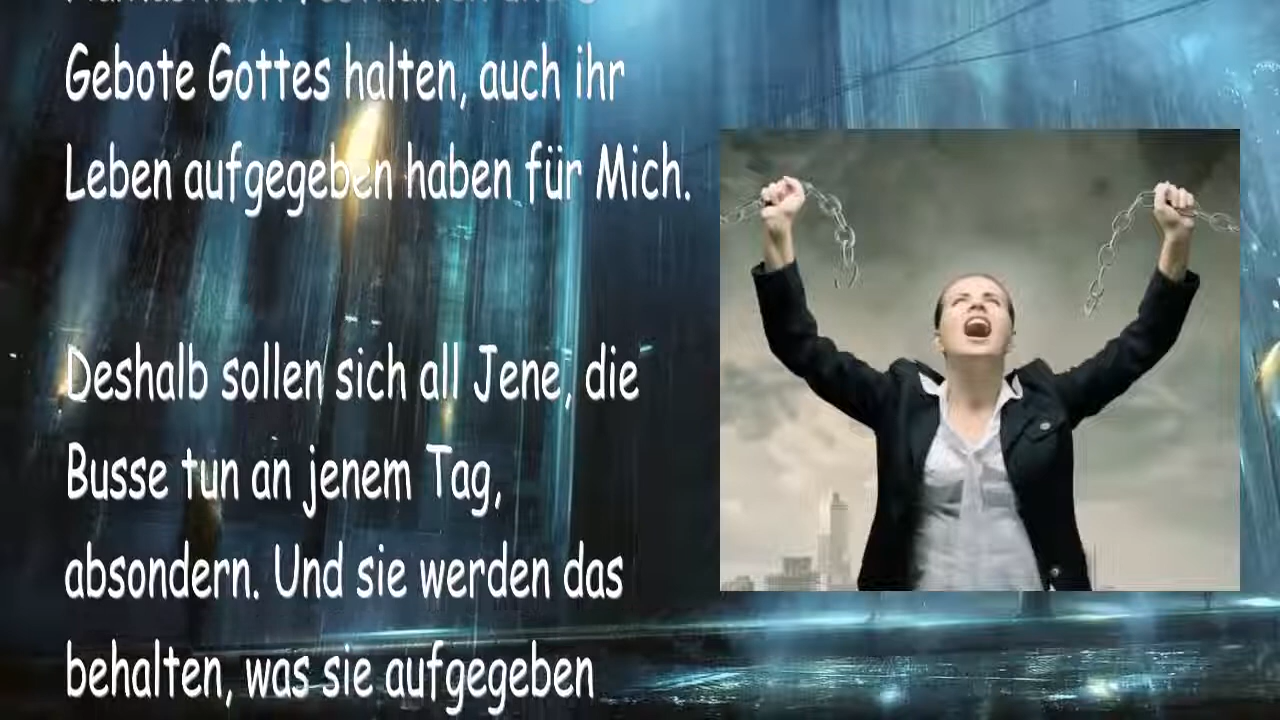 Gebote Gottes halten, auch ihr
Leben aufgegeben haben für Mich.
Deshalb sollen sich all Jene, die
Busse tun an jenem Tag,
absondern. Und sie werden das
behalten, was sie aufgegeben